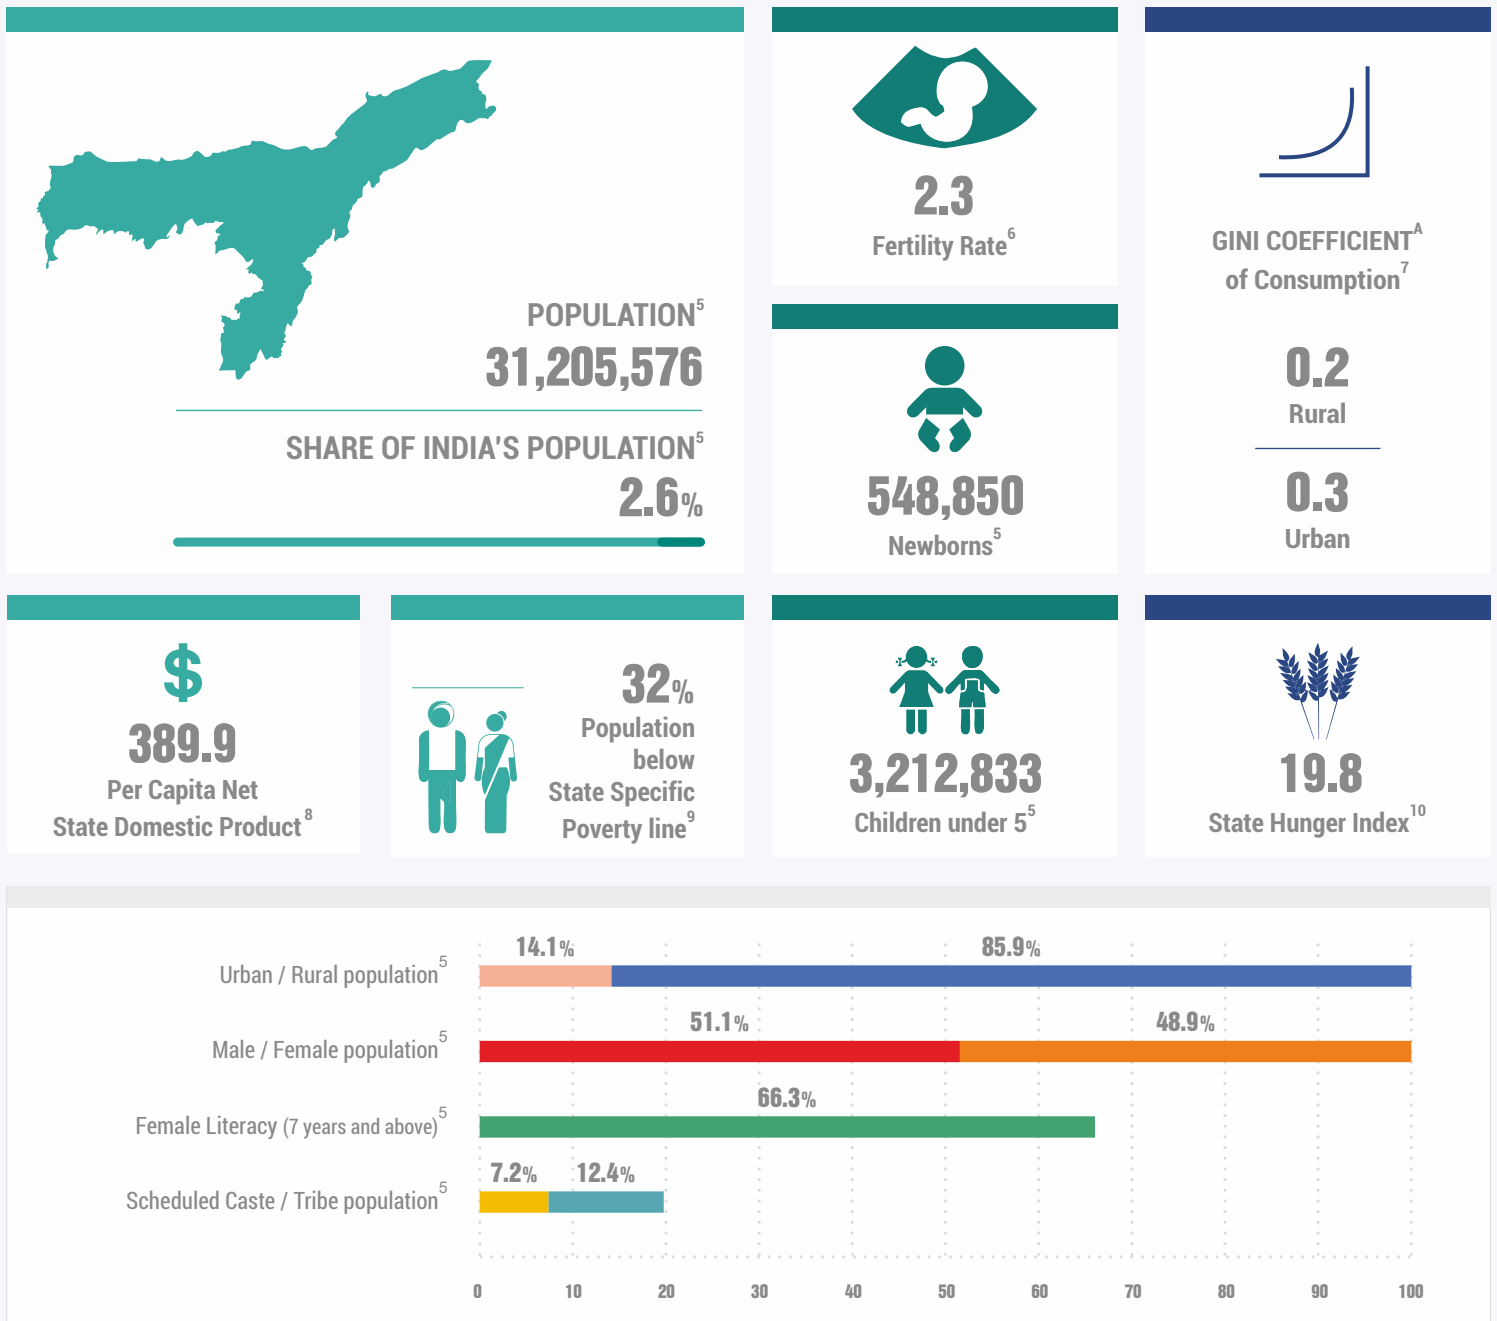 POPULATION5
31,205,576
SHARE OF INDIA'S POPULATION5
2.6%
2.3
Fertility Rate6
548,850
Newborns5
GINI COEFFICIENTA
of Consumption7
0.2
Rural
0.3
Urban
$
389.9
Per Capita Net
State Domestic Product8
32%
Population
below
State Specific
Poverty line9
3,212,833
Children under 55
19.8
State Hunger Index10
14.1% 85.9%
Urban / Rural population5
51.1% 48.9%
Male / Female population5
66.3%
Female Literacy (7 years and above)5
7.2% 12.4%
Scheduled Caste / Tribe population5
0 10 20 30 40 50 60 70 80 90 100